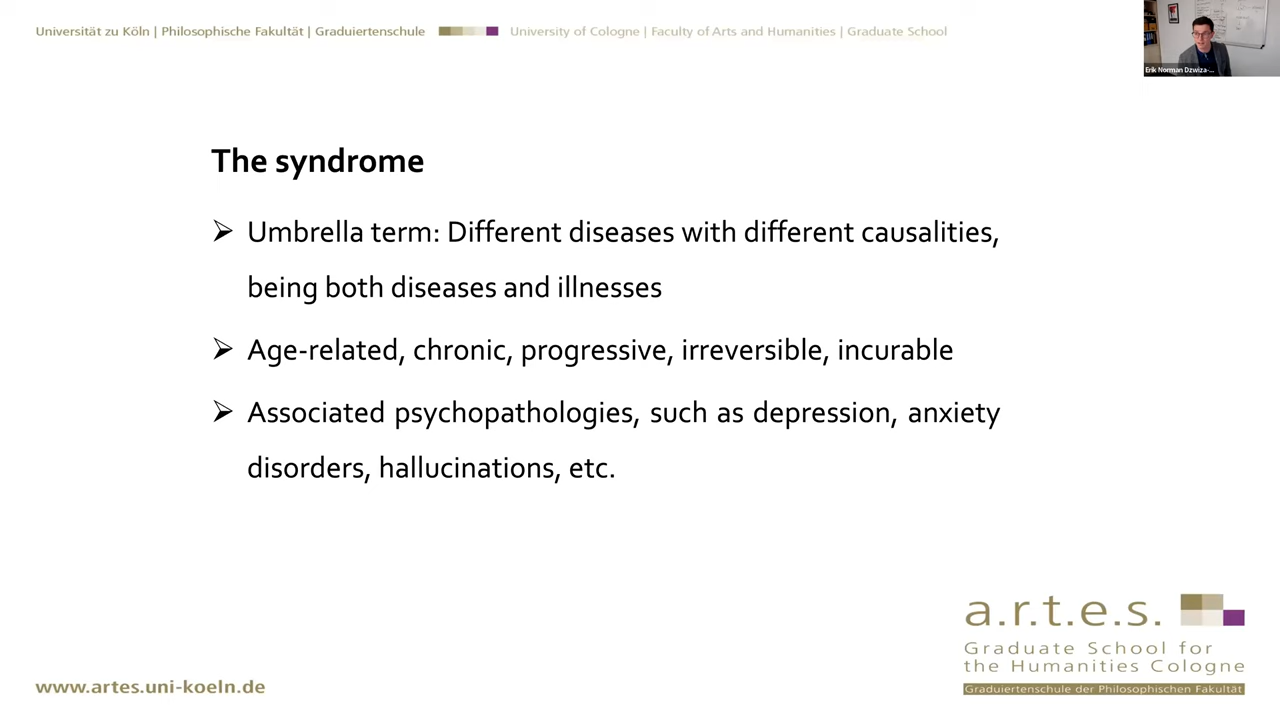 Universität zu Köln | Philosophische Fakultät | Graduiertenschule
University of Cologne | Faculty of Arts and Humanities | Graduate School
Erik Norman Dzwiza-...
The syndrome
➢ Umbrella term: Different diseases with different causalities,
being both diseases and illnesses
➢ Age-related, chronic, progressive, irreversible, incurable
➢ Associated psychopathologies, such as depression, anxiety
disorders, hallucinations, etc.
a.r.t.e.s.
Graduate School for
the Humanities Cologne
Graduiertenschule der Philosophischen Fakultät
www.artes.uni-koeln.de